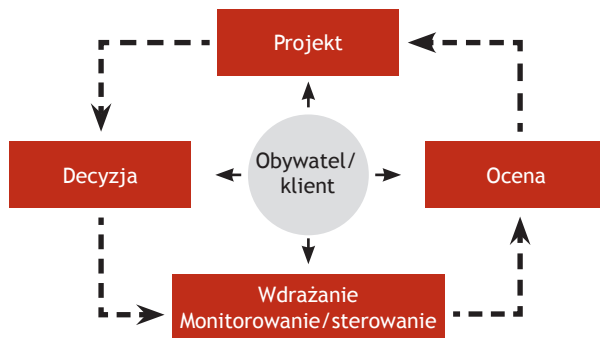 Projekt
Decyzja
Obywatel/
klient
Ocena
Wdrażanie
Monitorowanie/sterowanie